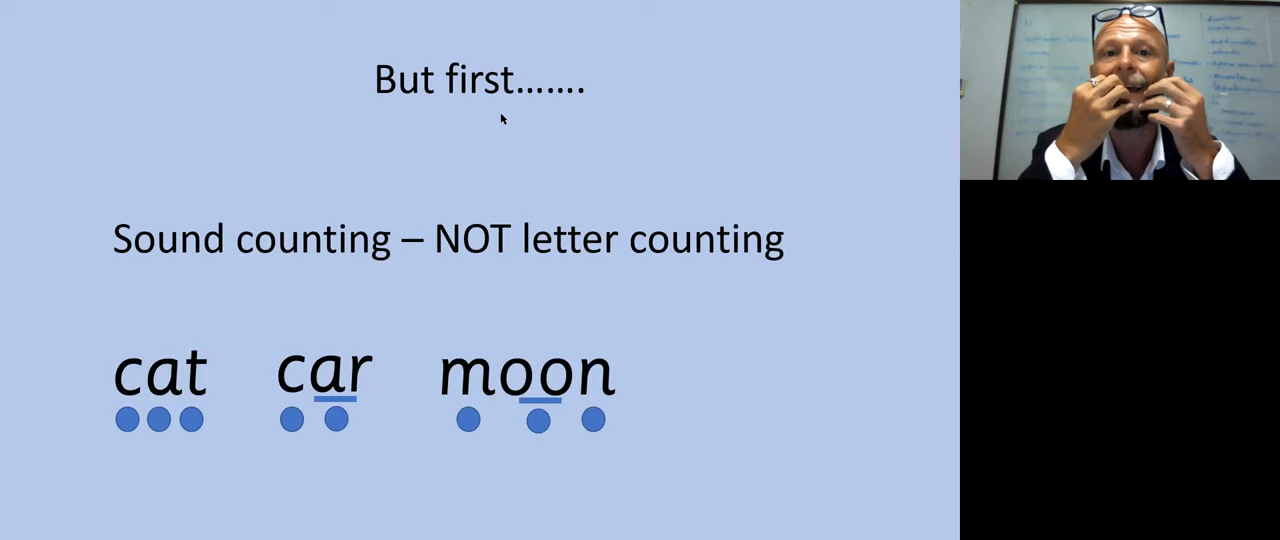 But first.......
Sound counting – NOT letter counting
cat car moon